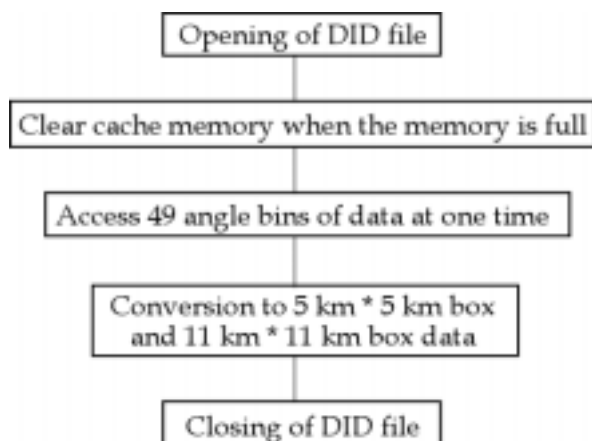 Opening of DID file
Clear cache memory when the memory is full
Access 49 angle bins of data at one time
Conversion to 5 km * 5 km box
and 11 km * 11 km box data
Closing of DID file